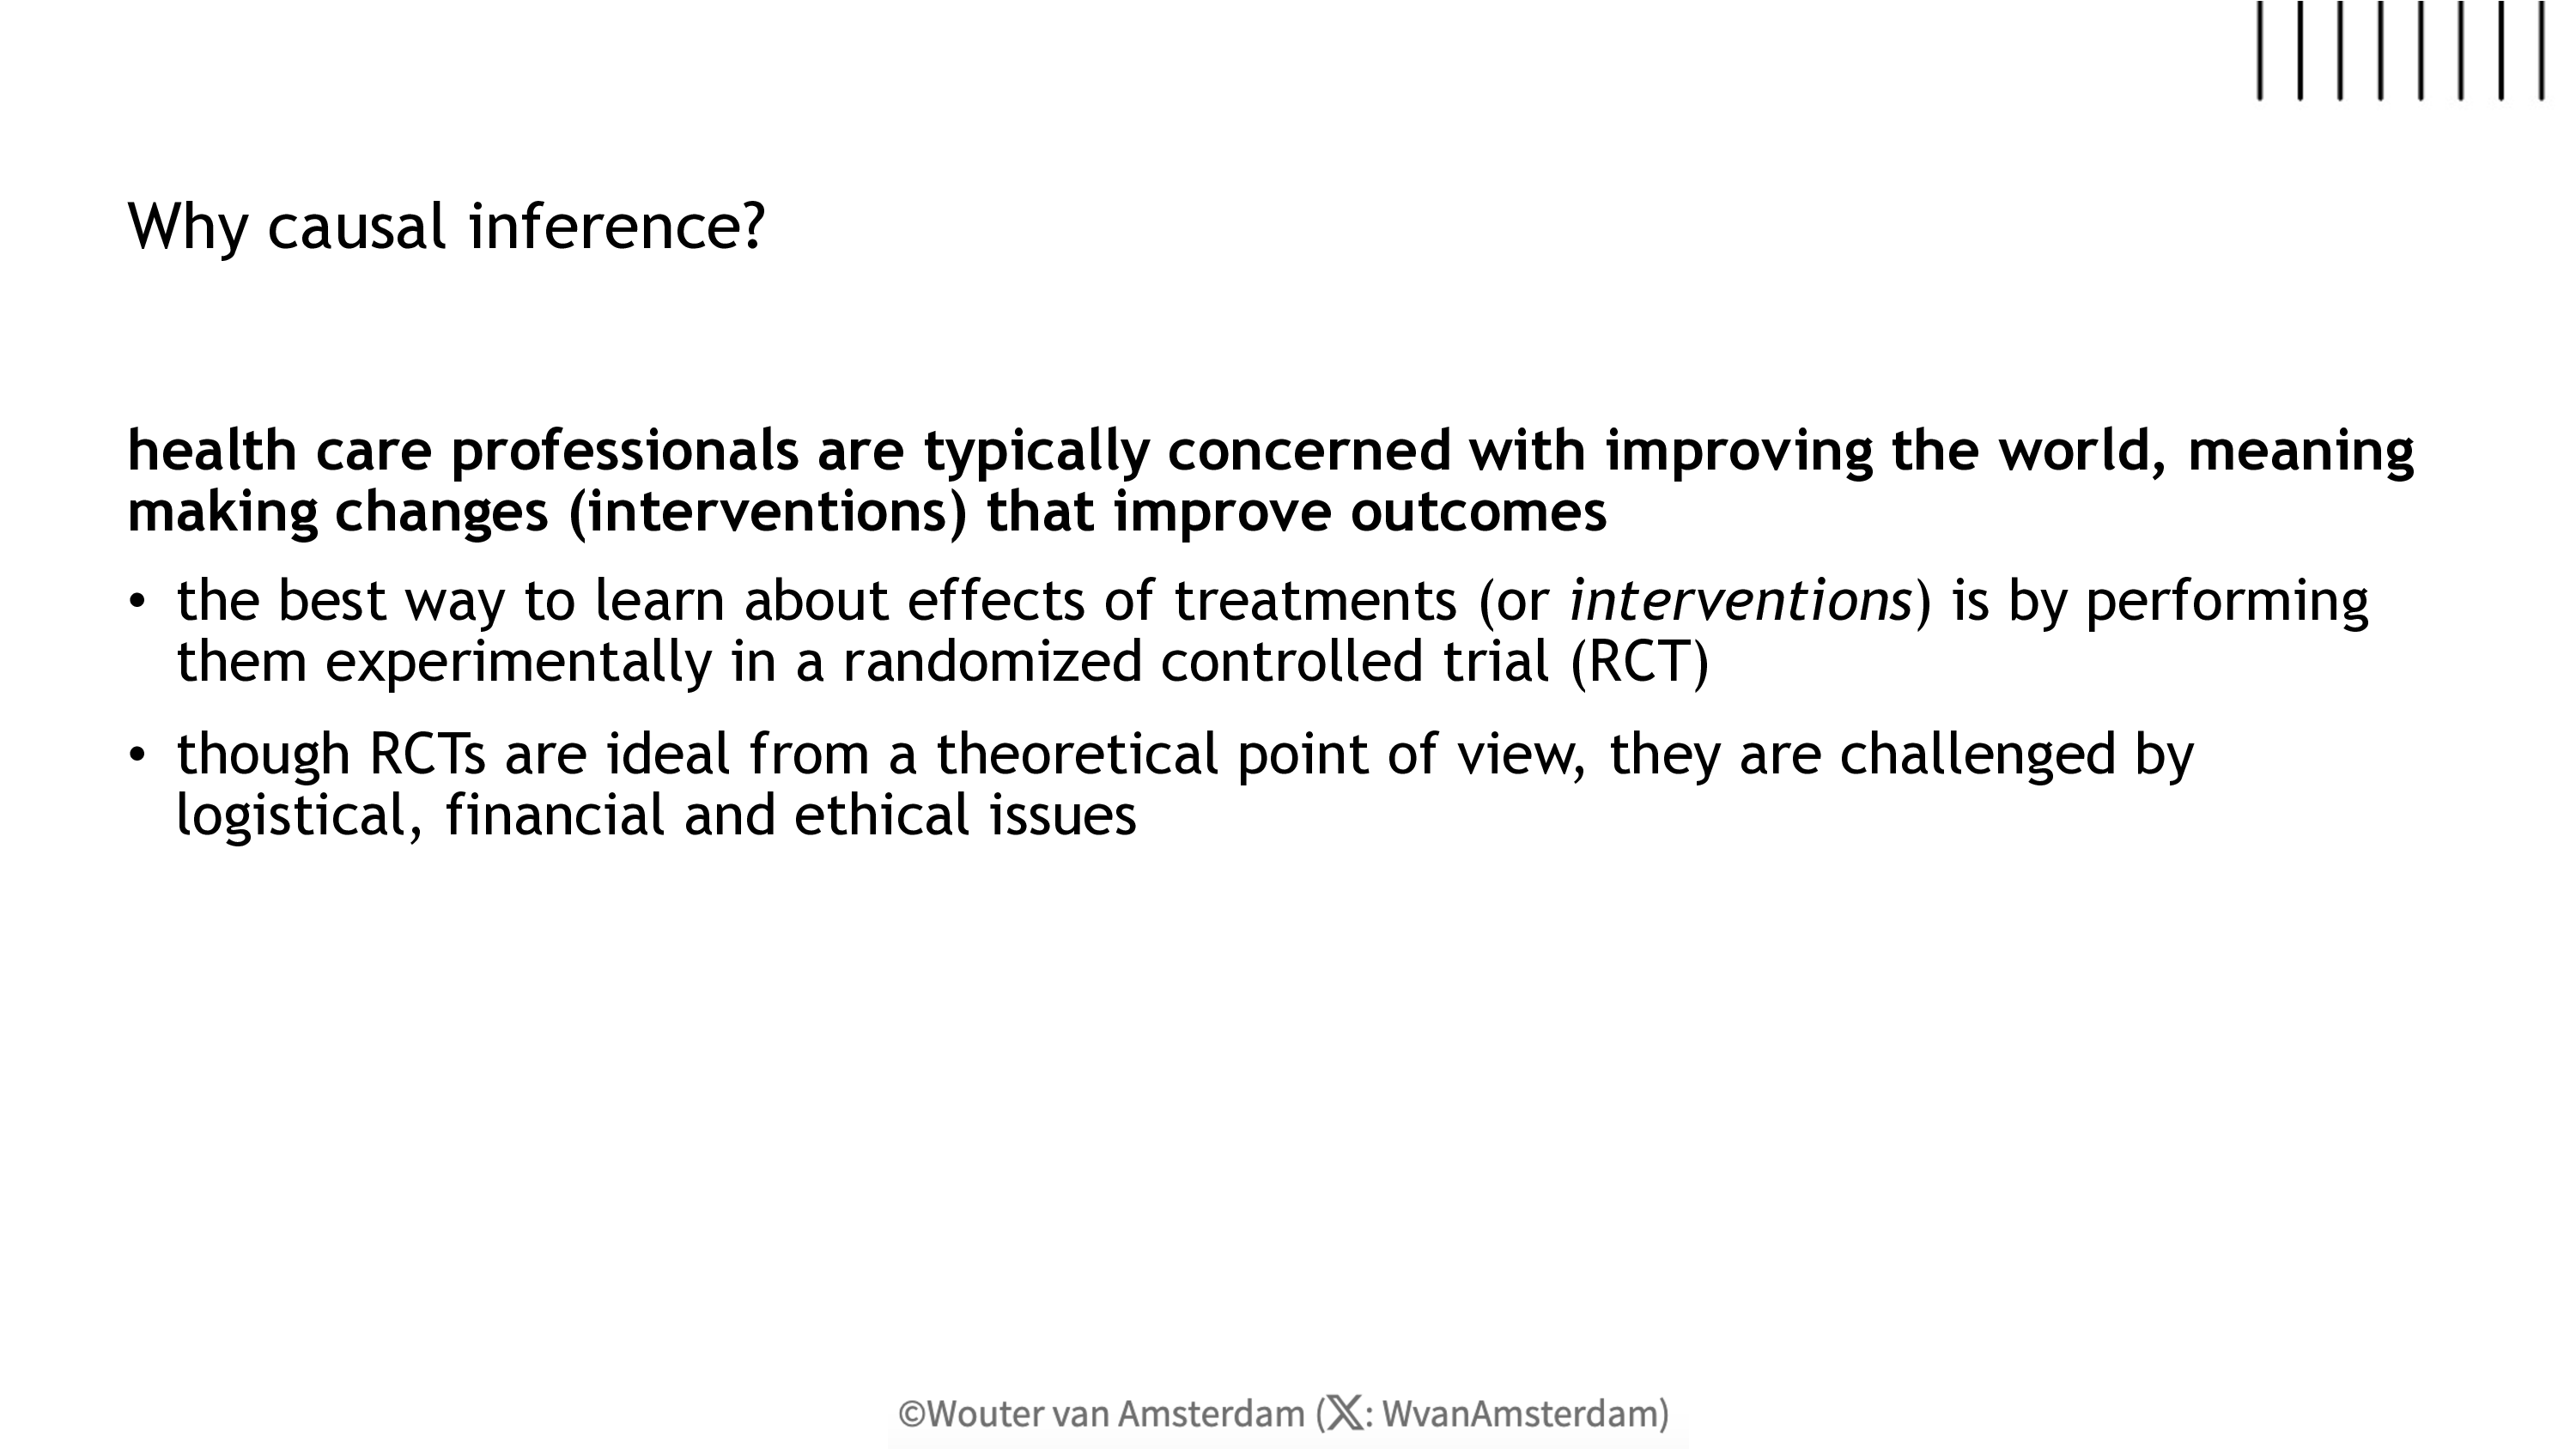 Why causal inference?
health care professionals are typically concerned with improving the world, meaning
making changes (interventions) that improve outcomes
• the best way to learn about effects of treatments (or interventions) is by performing
them experimentally in a randomized controlled trial (RCT)
• though RCTs are ideal from a theoretical point of view, they are challenged by
logistical, financial and ethical issues
©Wouter van Amsterdam (𝕏: WvanAmsterdam)